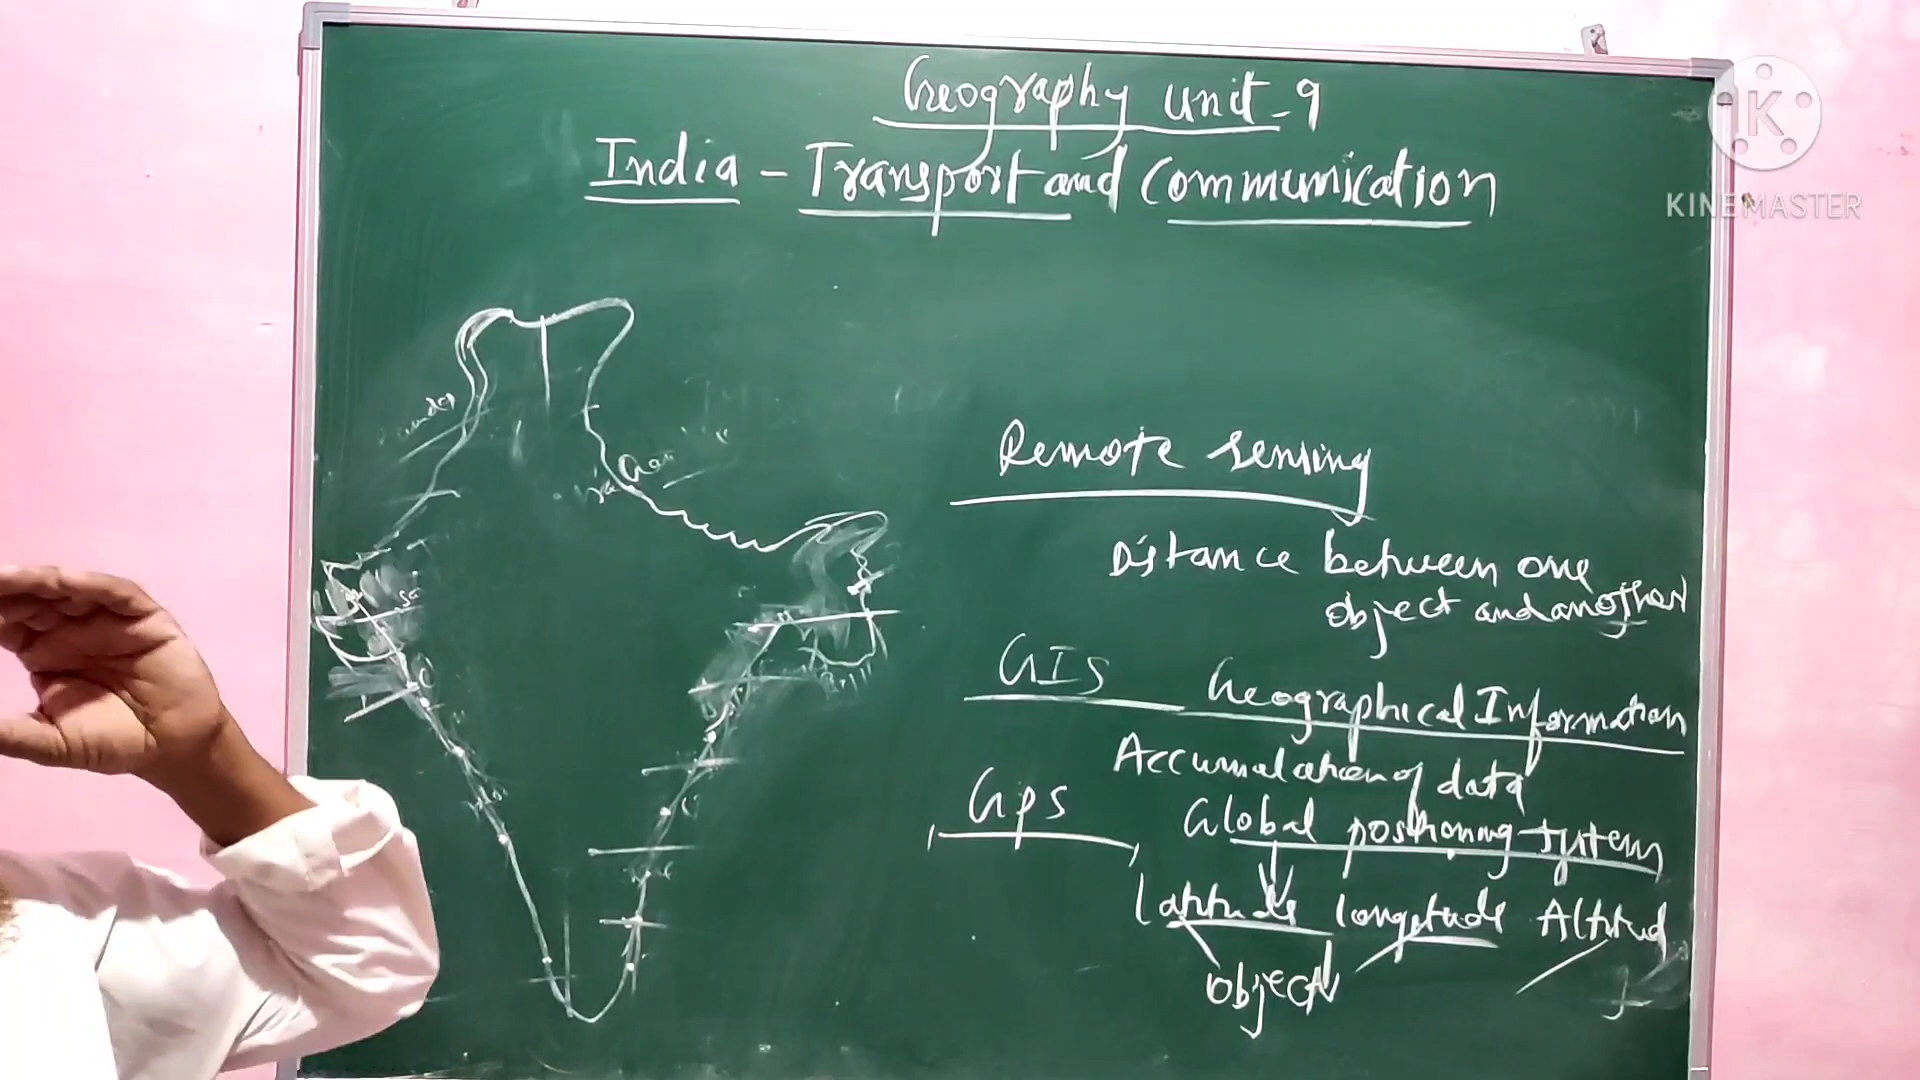 Geography unit-9
India - Transport and Communication
KINEMASTER
Remote sensing
Distance between one
object and another
GIS Geographical Information
Accumulation of data
GPS Global positioning system
Latitude longitude Altitud
object